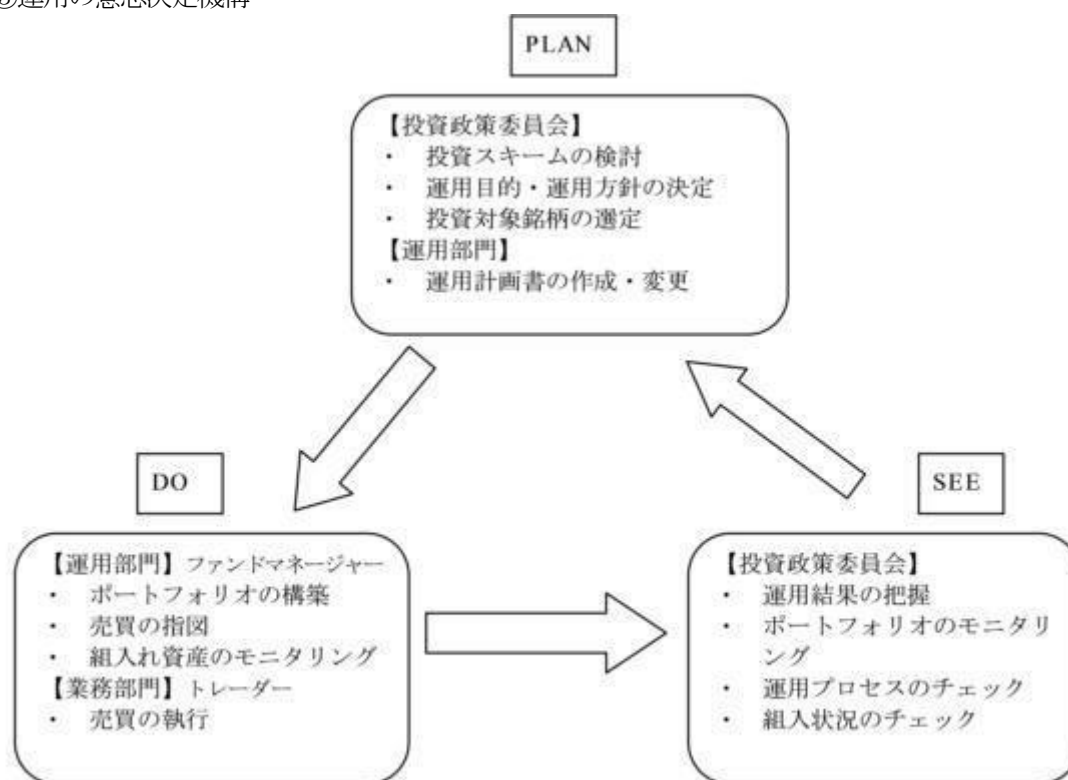 運用の意思決定機構
PLAN
【投資政策委員会】
・ 投資スキームの検討
・ 運用目的・運用方針の決定
・ 投資対象銘柄の選定
【運用部門】
・ 運用計画書の作成・変更
DO
【運用部門】ファンドマネージャー
・ ポートフォリオの構築
・ 売買の指図
・ 組入れ資産のモニタリング
【業務部門】トレーダー
・ 売買の執行
SEE
【投資政策委員会】
・ 運用結果の把握
・ ポートフォリオのモニタリ
ング
・ 運用プロセスのチェック
・ 組入状況のチェック